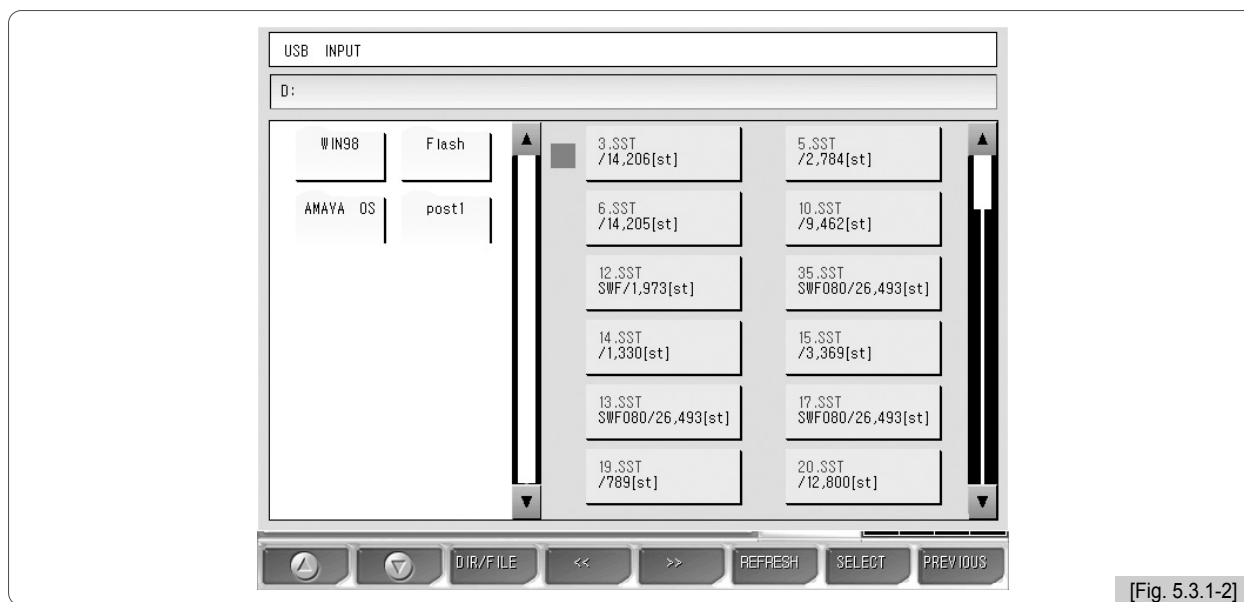 USB INPUT
D:
WIN98 Flash
AMAYA OS post1
3.SST 5.SST
/14,206[st] /2,784[st]
6.SST 10.SST
/14,205[st] /9,462[st]
12.SST 35.SST
SWF/1,973[st] SWF080/26,493[st]
14.SST 15.SST
/1,330[st] /3,369[st]
13.SST 17.SST
SWF080/26,493[st] SWF080/26,493[st]
19.SST 20.SST
/789[st] /12,800[st]
DIR/FILE << >> REFRESH SELECT PREVIOUS
[Fig. 5.3.1-2]